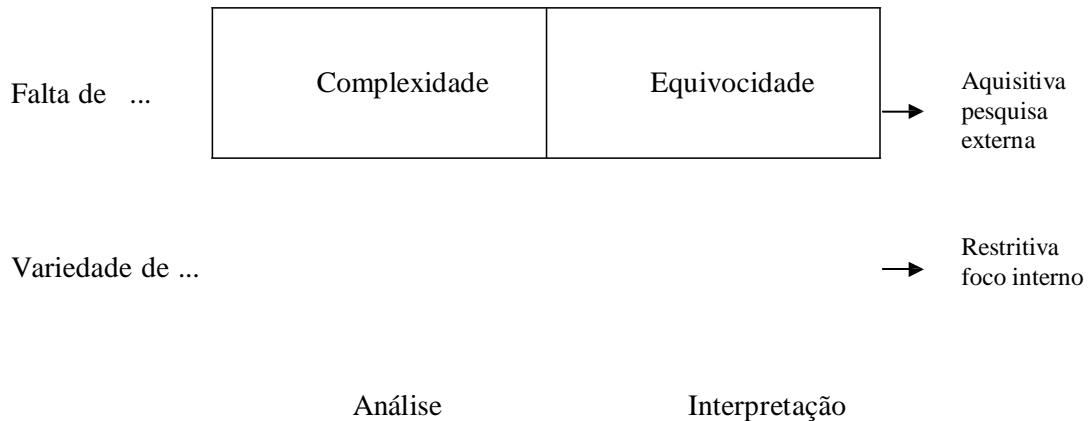 Falta de ...
Complexidade
Equivocidade
Aquisitiva
pesquisa
externa
Variedade de ...
Restritiva
foco interno
Análise
Interpretação